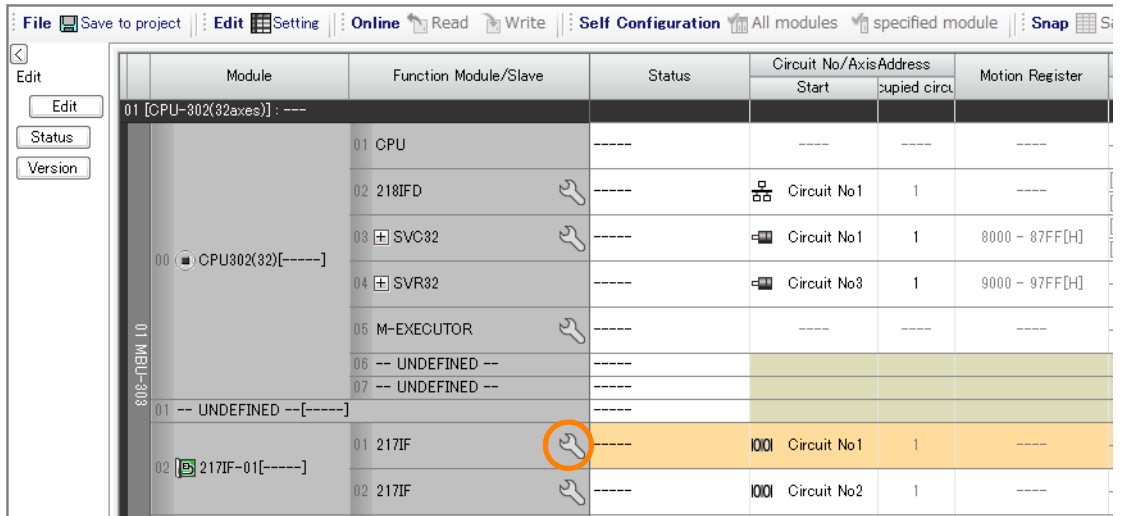 File Save to project Edit Setting Online Read Write Self Configuration All modules specified module Snap
Edit
Edit
Status
Version
Module Function Module/Slave Status Circuit No/AxisAddress Motion Register
Start cupied circu
01 [CPU-302(32axes)] : ---
01 MBU-303
00 CPU302(32)[-----]
01 CPU ----- ---- ---- ----
02 218IFD ----- Circuit No1 1 ----
03 SVC32 ----- Circuit No1 1 8000 - 87FF[H]
04 SVR32 ----- Circuit No3 1 9000 - 97FF[H]
05 M-EXECUTOR ----- ---- ---- ----
06 -- UNDEFINED -- -----
07 -- UNDEFINED -- -----
01 -- UNDEFINED --[-----] -----
02 217IF-01[-----]
01 217IF ----- Circuit No1 1 ----
02 217IF ----- Circuit No2 1 ----